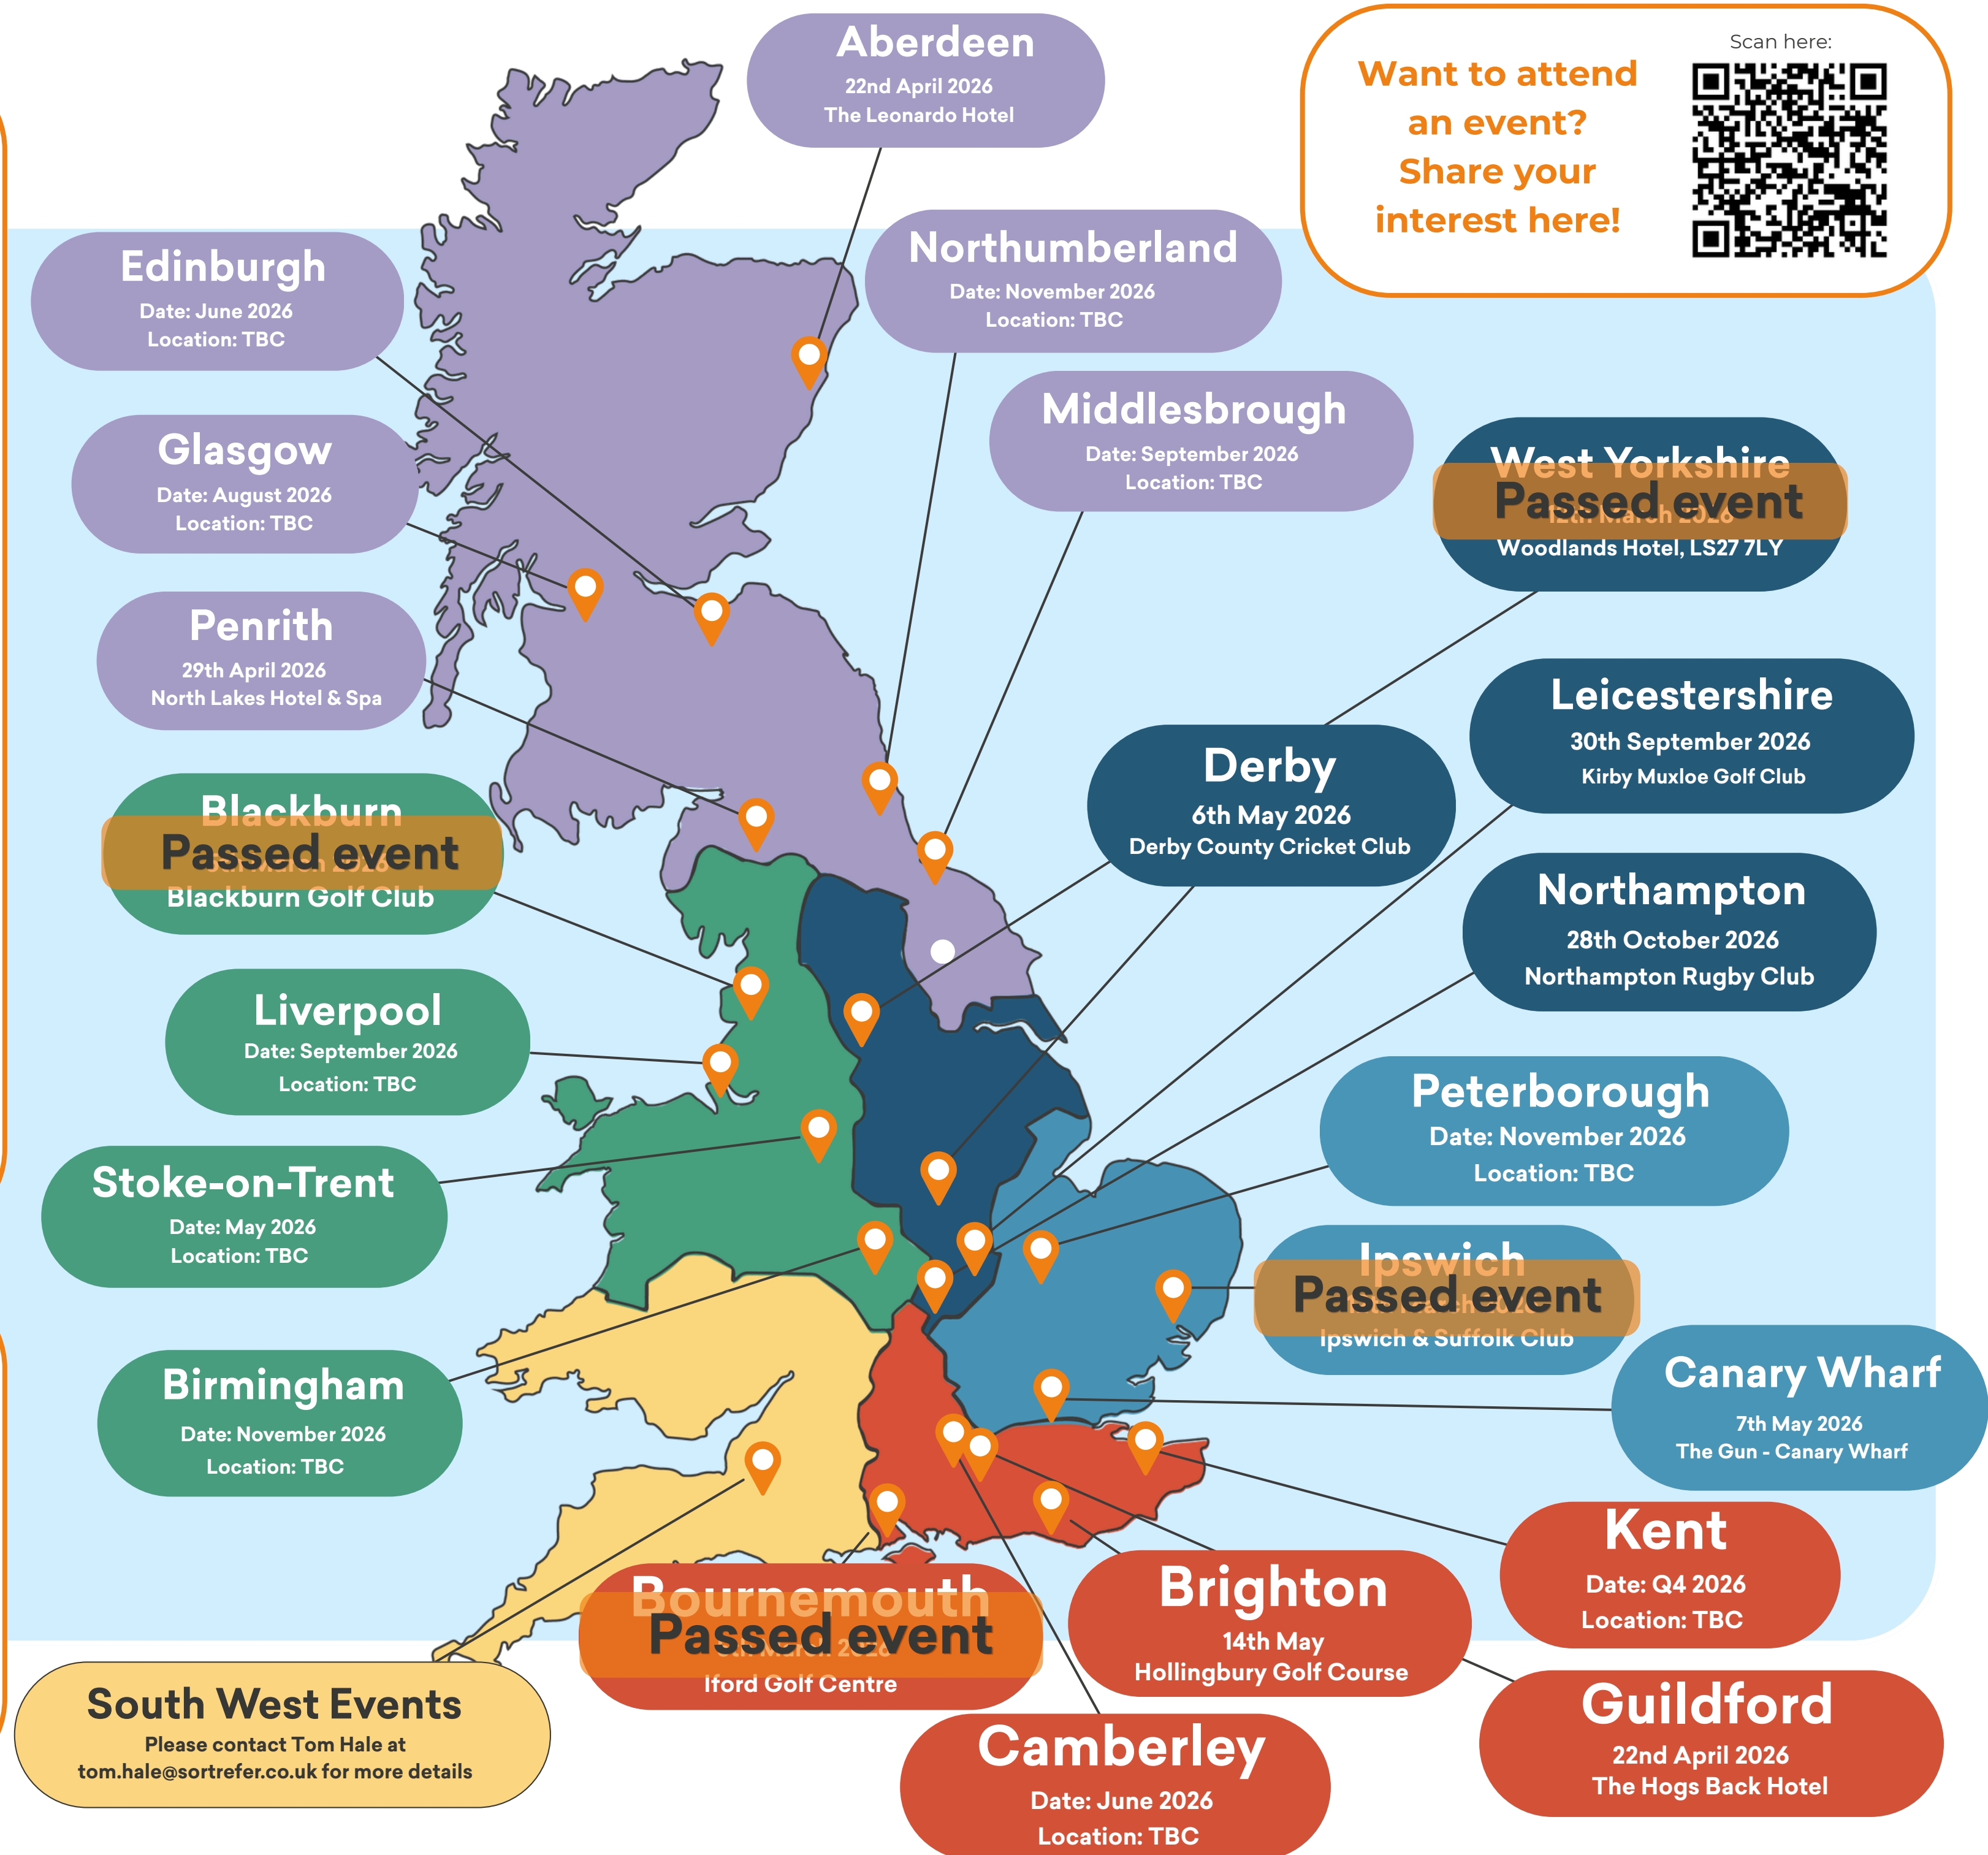 Aberdeen
22nd April 2026
The Leonardo Hotel
Scan here:
Want to attend
an event?
Share your
interest here!
Edinburgh
Date: June 2026
Location: TBC
Northumberland
Date: November 2026
Location: TBC
Glasgow
Date: August 2026
Location: TBC
Middlesbrough
Date: September 2026
Location: TBC
West Yorkshire
Passed event
12th March 2026
Woodlands Hotel, LS27 7LY
Penrith
29th April 2026
North Lakes Hotel & Spa
Leicestershire
30th September 2026
Kirby Muxloe Golf Club
Derby
6th May 2026
Derby County Cricket Club
Blackburn
Passed event
March 2026
Blackburn Golf Club
Northampton
28th October 2026
Northampton Rugby Club
Liverpool
Date: September 2026
Location: TBC
Peterborough
Date: November 2026
Location: TBC
Stoke-on-Trent
Date: May 2026
Location: TBC
Ipswich
Passed event
March 2026
Ipswich & Suffolk Club
Birmingham
Date: November 2026
Location: TBC
Canary Wharf
7th May 2026
The Gun - Canary Wharf
Kent
Date: Q4 2026
Location: TBC
Bournemouth
Passed event
March 2026
Iford Golf Centre
Brighton
14th May
Hollingbury Golf Course
South West Events
Please contact Tom Hale at
tom.hale@sortrefer.co.uk for more details
Guildford
22nd April 2026
The Hogs Back Hotel
Camberley
Date: June 2026
Location: TBC